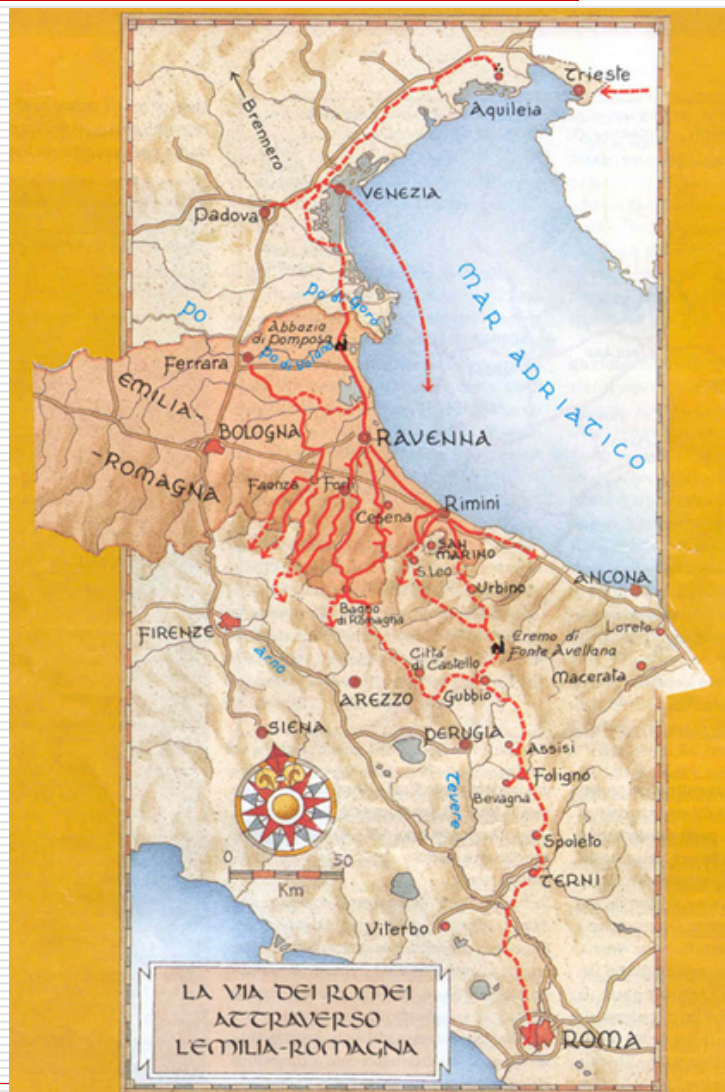 Brennero
Trieste
Aquileia
VENEZIA
Padova
MAR ADRIATICO
Po
Po di Goro
Abbazia
di Pomposa
Po di Volano
Ferrara
EMILIA-
-ROMAGNA
BOLOGNA
RAVENNA
Faenza
Forlì
Cesena
Rimini
SAN
MARINO
S.Leo
Urbino
ANCONA
Loreto
Macerata
Bagno
di Romagna
FIRENZE
Arno
Eremo di
Fonte Avellana
Città
di Castello
Gubbio
AREZZO
SIENA
PERUGIA
Assisi
Foligno
Bevagna
Tevere
Spoleto
TERNI
0 50
Km
Viterbo
ROMA
LA VIA DEI ROMEI
ATTRAVERSO
L'EMILIA-ROMAGNA